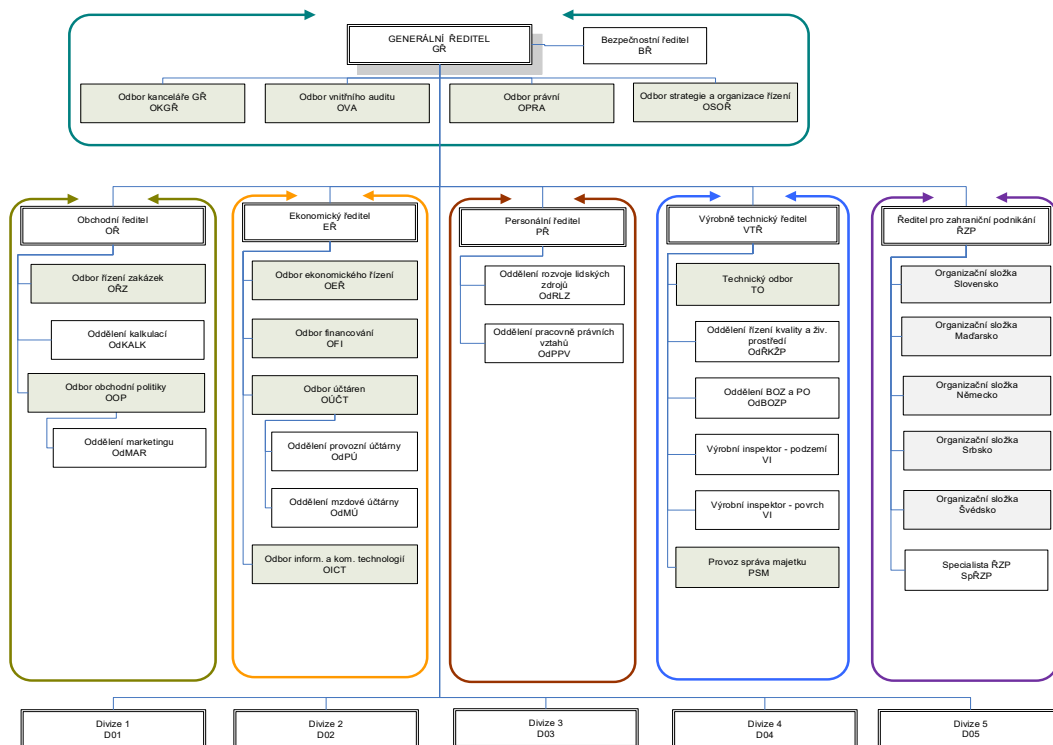 GENERÁLNÍ ŘEDITEL
GŘ
Bezpečnostní ředitel
BŘ
Odbor kanceláře GŘ
OKGŘ
Odbor vnitřního auditu
OVA
Odbor právní
OPRA
Odbor strategie a organizace řízení
OSOŘ
Obchodní ředitel
OŘ
Odbor řízení zakázek
OŘZ
Oddělení kalkulací
OdKALK
Odbor obchodní politiky
OOP
Oddělení marketingu
OdMAR
Ekonomický ředitel
EŘ
Odbor ekonomického řízení
OEŘ
Odbor financování
OFI
Odbor účtáren
OÚČT
Oddělení provozní účtárny
OdPÚ
Oddělení mzdové účtárny
OdMÚ
Odbor inform. a kom. technologií
OICT
Personální ředitel
PŘ
Oddělení rozvoje lidských
zdrojů
OdRLZ
Oddělení pracovně právních
vztahů
OdPPV
Výrobně technický ředitel
VTŘ
Technický odbor
TO
Oddělení řízení kvality a živ.
prostředí
OdŘKŽP
Oddělení BOZ a PO
OdBOZP
Výrobní inspektor - podzemí
VI
Výrobní inspektor - povrch
VI
Provoz správa majetku
PSM
Ředitel pro zahraniční podnikání
ŘZP
Organizační složka
Slovensko
Organizační složka
Maďarsko
Organizační složka
Německo
Organizační složka
Srbsko
Organizační složka
Švédsko
Specialista ŘZP
SpŘZP
Divize 1
D01
Divize 2
D02
Divize 3
D03
Divize 4
D04
Divize 5
D05